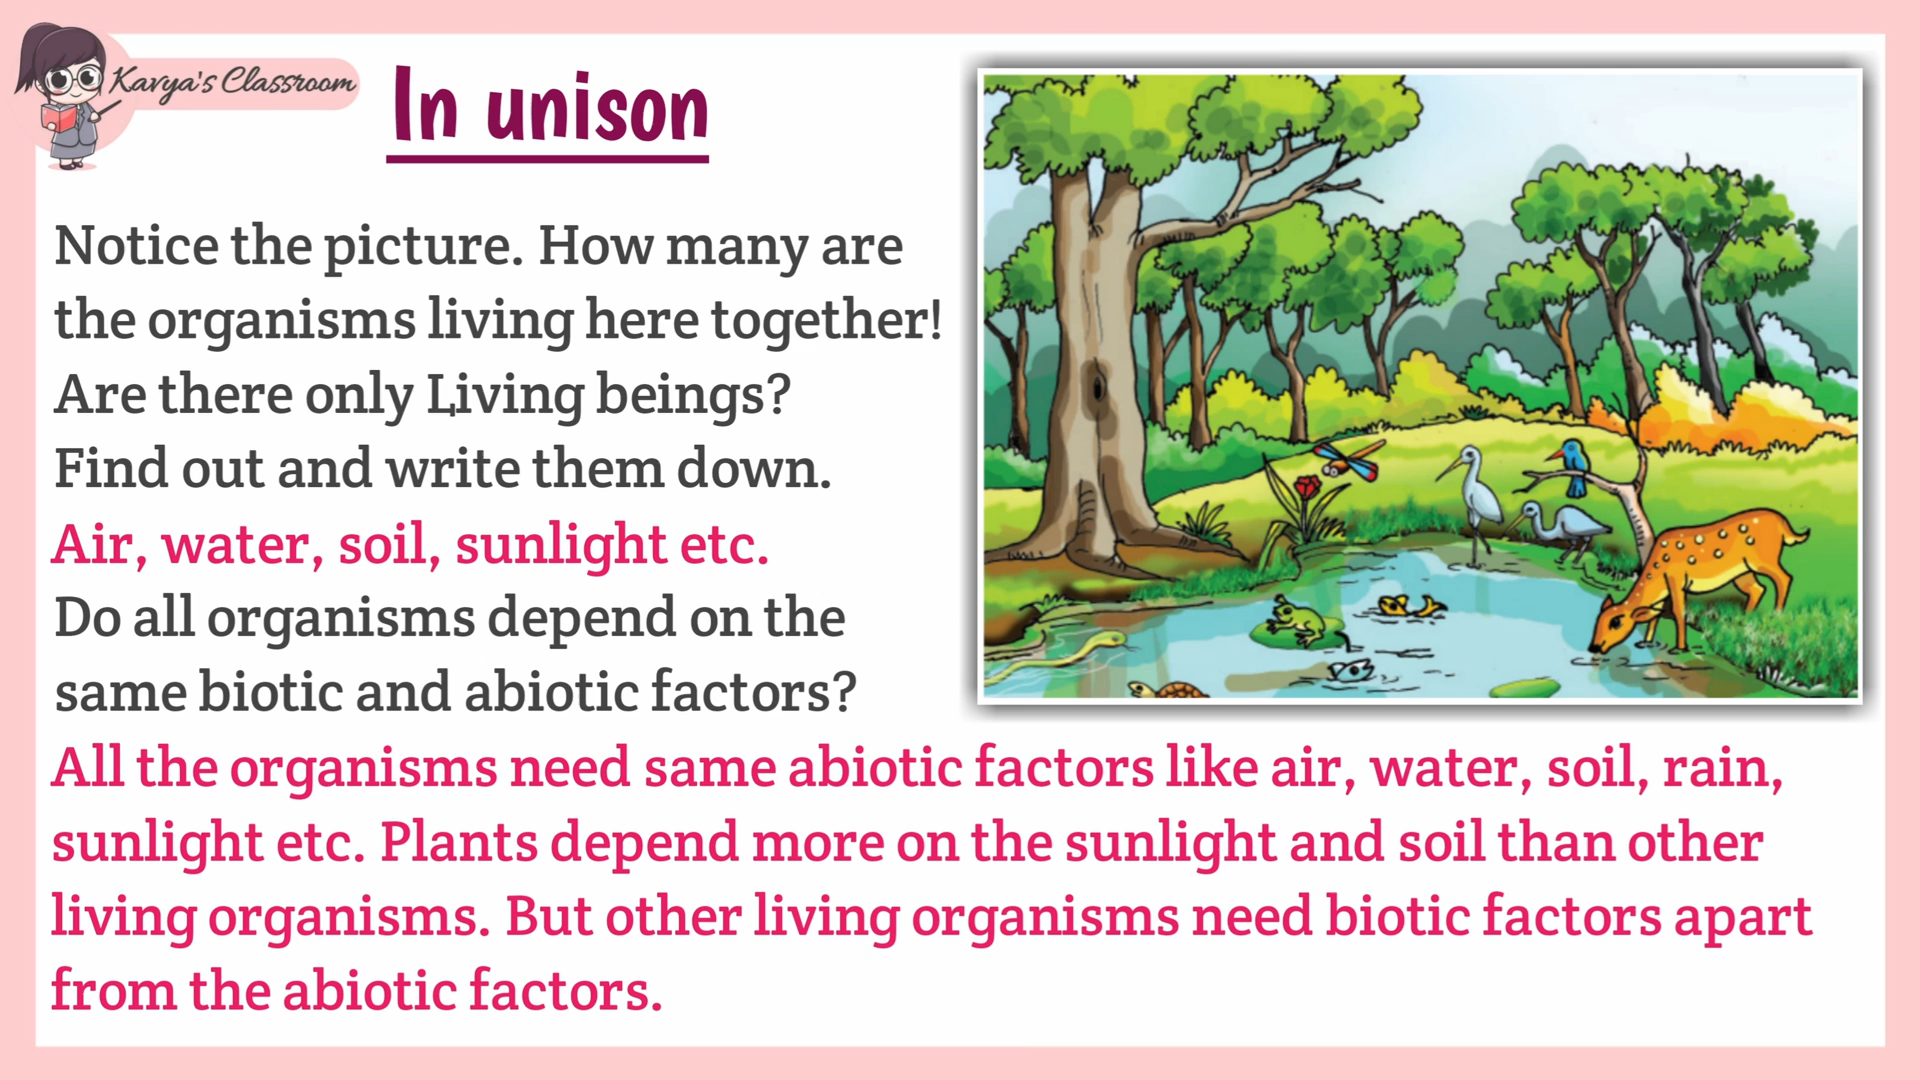 Karya's Classroom
In unison
Notice the picture. How many are
the organisms living here together!
Are there only Living beings?
Find out and write them down.
Air, water, soil, sunlight etc.
Do all organisms depend on the
same biotic and abiotic factors?
All the organisms need same abiotic factors like air, water, soil, rain,
sunlight etc. Plants depend more on the sunlight and soil than other
living organisms. But other living organisms need biotic factors apart
from the abiotic factors.